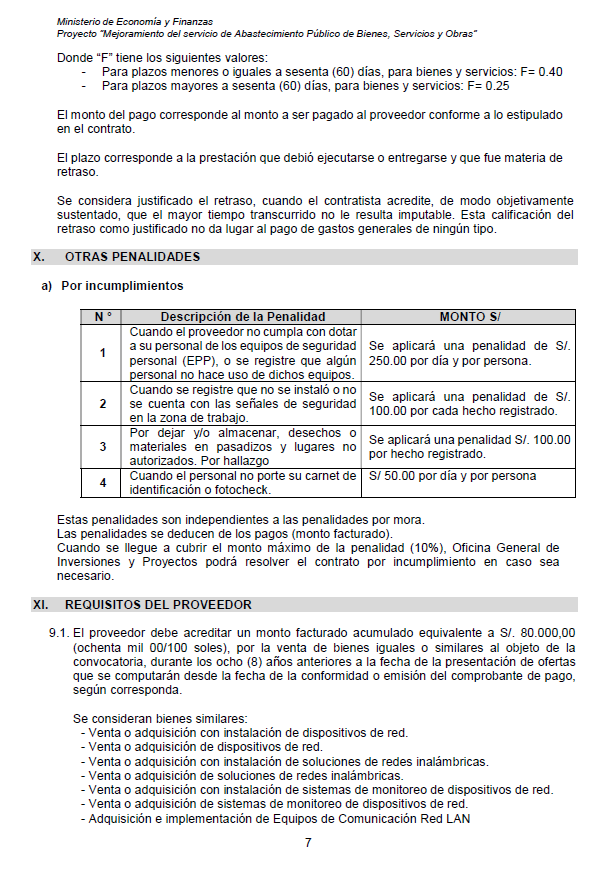 Ministerio de Economía y Finanzas
Proyecto "Mejoramiento del servicio de Abastecimiento Público de Bienes, Servicios y Obras"
Donde "F" tiene los siguientes valores:
- Para plazos menores o iguales a sesenta (60) días, para bienes y servicios: F= 0.40
- Para plazos mayores a sesenta (60) días, para bienes y servicios: F= 0.25
El monto del pago corresponde al monto a ser pagado al proveedor conforme a lo estipulado
en el contrato.
El plazo corresponde a la prestación que debió ejecutarse o entregarse y que fue materia de
retraso.
Se considera justificado el retraso, cuando el contratista acredite, de modo objetivamente
sustentado, que el mayor tiempo transcurrido no le resulta imputable. Esta calificación del
retraso como justificado no da lugar al pago de gastos generales de ningún tipo.
X. OTRAS PENALIDADES
a) Por incumplimientos
N ° Descripción de la Penalidad MONTO S/
1
Cuando el proveedor no cumpla con dotar
a su personal de los equipos de seguridad
personal (EPP), o se registre que algún
personal no hace uso de dichos equipos.
Se aplicará una penalidad de S/.
250.00 por día y por persona.
2
Cuando se registre que no se instaló o no
se cuenta con las señales de seguridad
en la zona de trabajo.
Se aplicará una penalidad de S/.
100.00 por cada hecho registrado.
3
Por dejar y/o almacenar, desechos o
materiales en pasadizos y lugares no
autorizados. Por hallazgo
Se aplicará una penalidad S/. 100.00
por hecho registrado.
4
Cuando el personal no porte su carnet de
identificación o fotocheck.
S/ 50.00 por día y por persona
Estas penalidades son independientes a las penalidades por mora.
Las penalidades se deducen de los pagos (monto facturado).
Cuando se llegue a cubrir el monto máximo de la penalidad (10%), Oficina General de
Inversiones y Proyectos podrá resolver el contrato por incumplimiento en caso sea
necesario.
XI. REQUISITOS DEL PROVEEDOR
9.1. El proveedor debe acreditar un monto facturado acumulado equivalente a S/. 80.000,00
(ochenta mil 00/100 soles), por la venta de bienes iguales o similares al objeto de la
convocatoria, durante los ocho (8) años anteriores a la fecha de la presentación de ofertas
que se computarán desde la fecha de la conformidad o emisión del comprobante de pago,
según corresponda.
Se consideran bienes similares:
- Venta o adquisición con instalación de dispositivos de red.
- Venta o adquisición de dispositivos de red.
- Venta o adquisición con instalación de soluciones de redes inalámbricas.
- Venta o adquisición de soluciones de redes inalámbricas.
- Venta o adquisición con instalación de sistemas de monitoreo de dispositivos de red.
- Venta o adquisición de sistemas de monitoreo de dispositivos de red.
- Adquisición e implementación de Equipos de Comunicación Red LAN
7